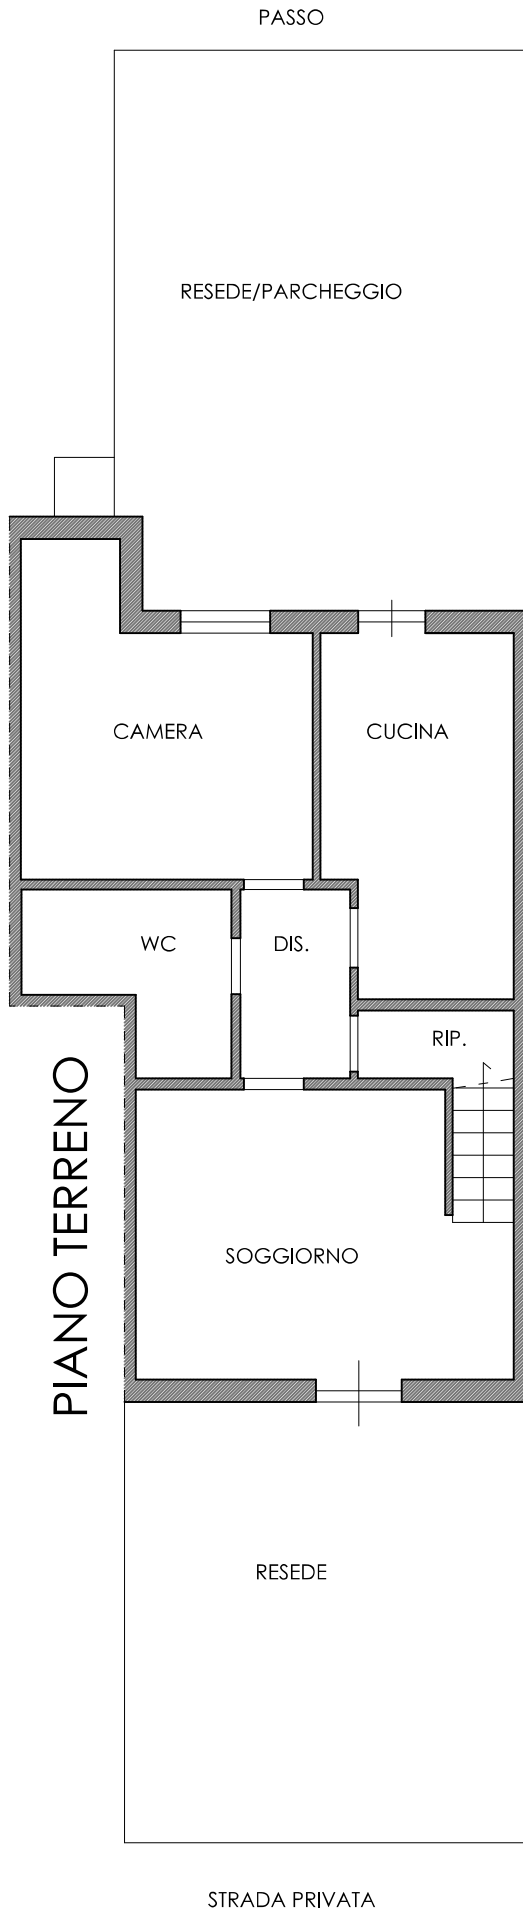 PASSO
RESEDE/PARCHEGGIO
CAMERA
CUCINA
WC
DIS.
RIP.
PIANO TERRENO
SOGGIORNO
RESEDE
STRADA PRIVATA